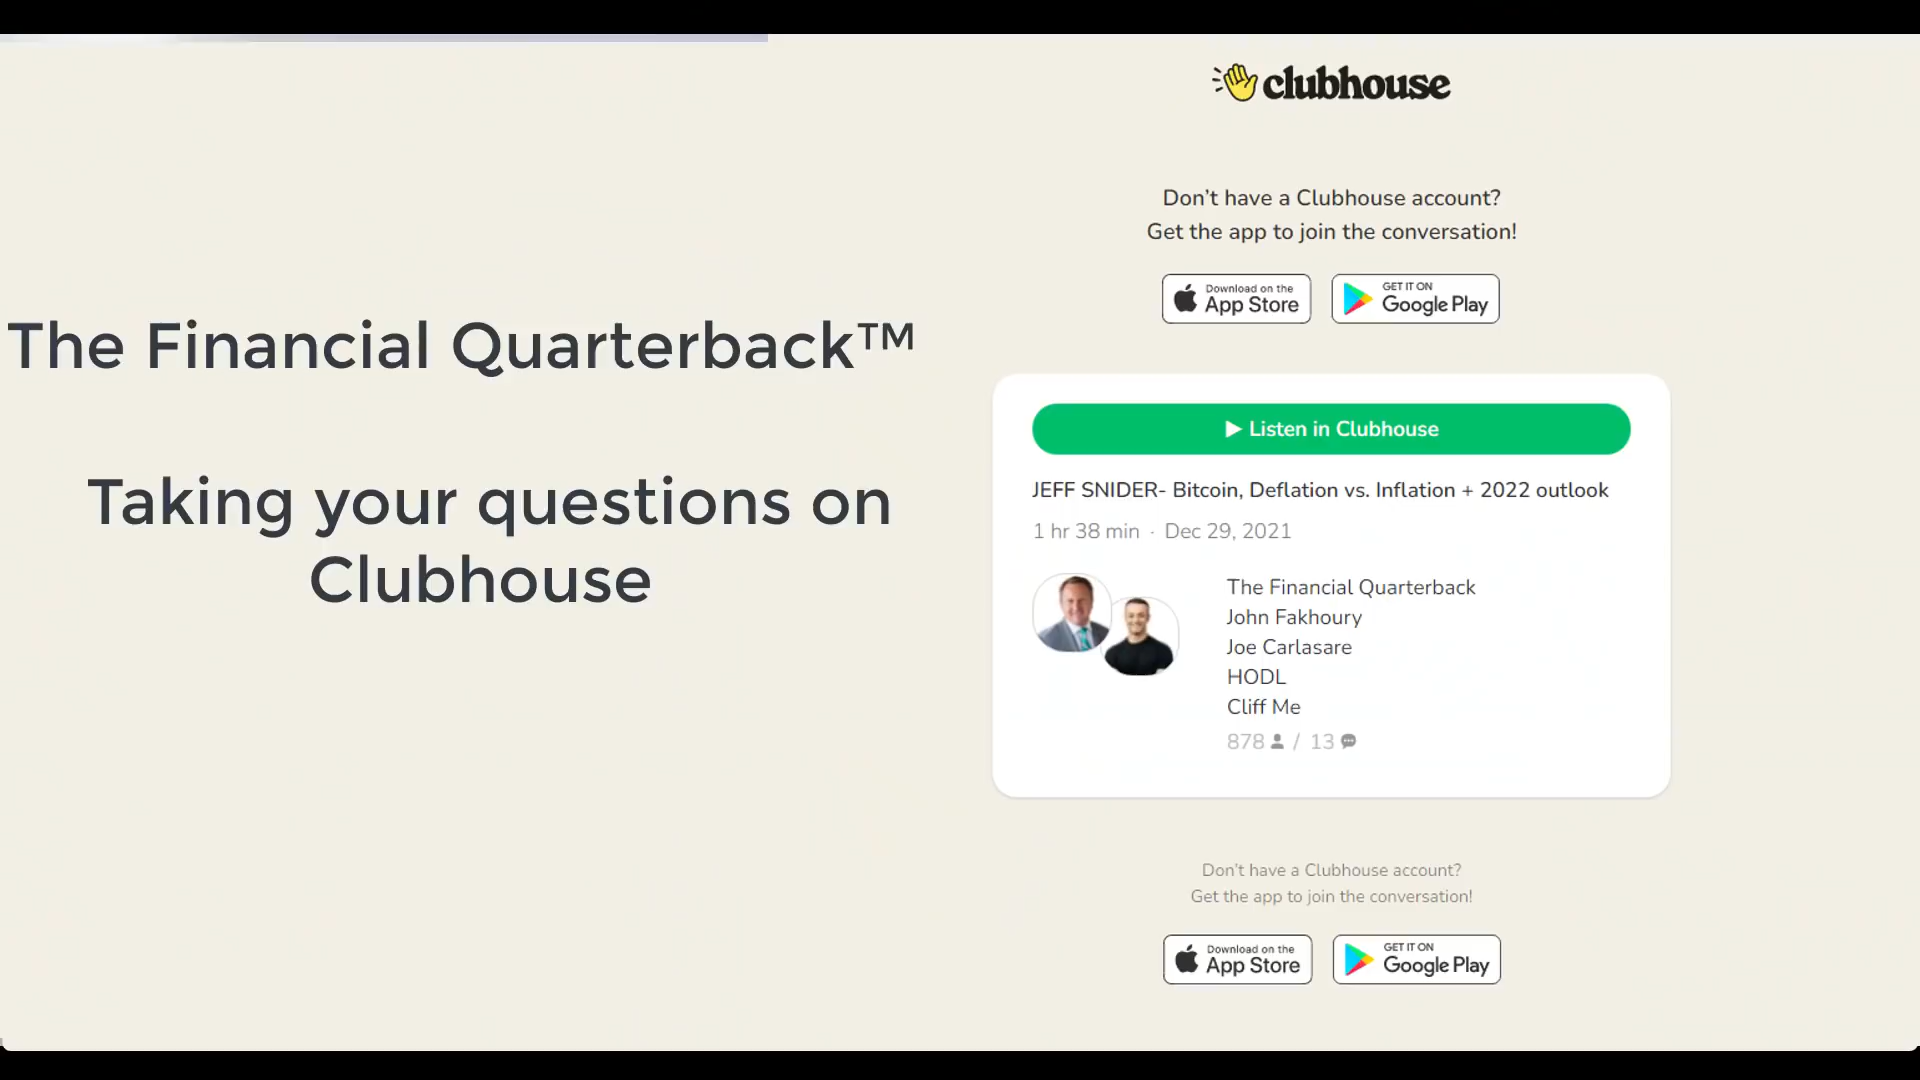 The Financial Quarterback™
Taking your questions on
Clubhouse
clubhouse
Don't have a Clubhouse account?
Get the app to join the conversation!
Download on the
App Store
GET IT ON
Google Play
Listen in Clubhouse
JEFF SNIDER- Bitcoin, Deflation vs. Inflation + 2022 outlook
1 hr 38 min · Dec 29, 2021
The Financial Quarterback
John Fakhoury
Joe Carlasare
HODL
Cliff Me
878 / 13
Don't have a Clubhouse account?
Get the app to join the conversation!
Download on the
App Store
GET IT ON
Google Play